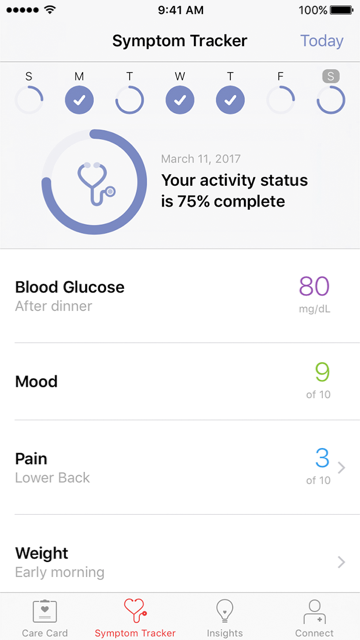 9:41 AM 100%
Symptom Tracker Today
S M T W T F S
March 11, 2017
Your activity status
is 75% complete
Blood Glucose 80
After dinner mg/dL
Mood 9
of 10
Pain 3
Lower Back of 10
Weight
Early morning
Care Card Symptom Tracker Insights Connect